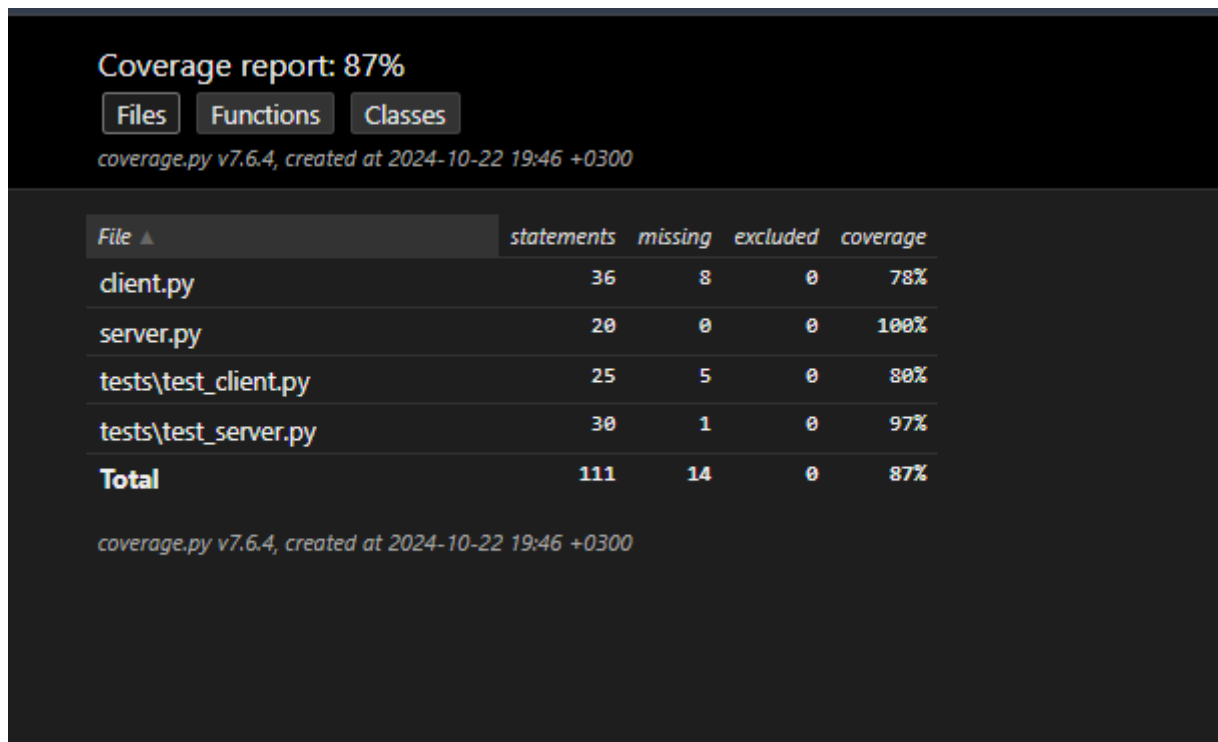 Coverage report: 87%
Files Functions Classes
coverage.py v7.6.4, created at 2024-10-22 19:46 +0300
File ▲ statements missing excluded coverage
client.py 36 8 0 78%
server.py 20 0 0 100%
tests\test_client.py 25 5 0 80%
tests\test_server.py 30 1 0 97%
Total 111 14 0 87%
coverage.py v7.6.4, created at 2024-10-22 19:46 +0300